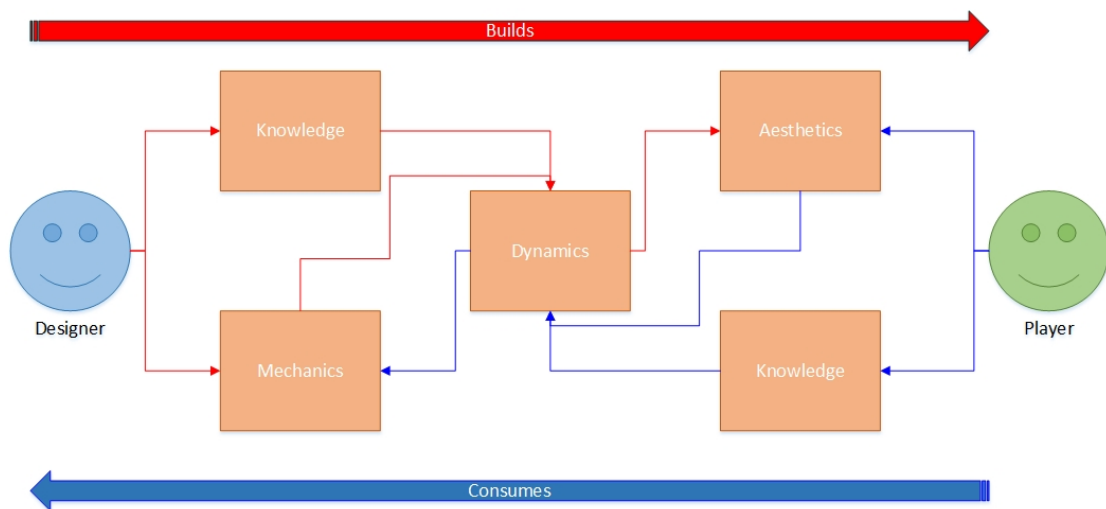 Builds
Knowledge
Aesthetics
Dynamics
Designer
Player
Mechanics
Knowledge
Consumes